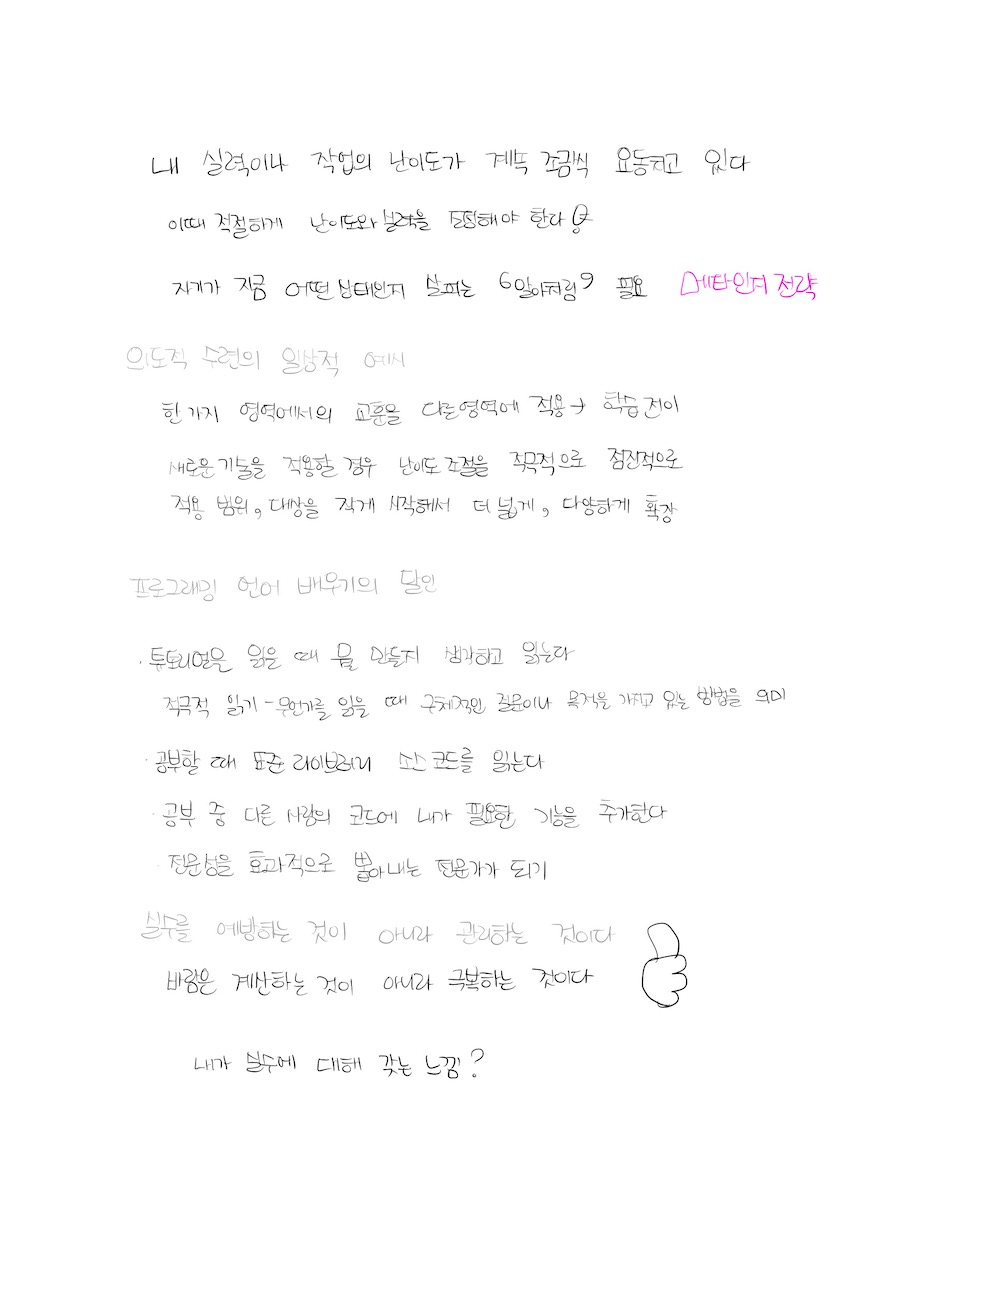 내 실력이나 작업의 난이도가 계속 조금씩 요동치고 있다
이때 적절하게 난이도와 실력을 조정해야 한다
자기가 지금 어떤 상태인지 살피는 '알아차림' 필요 메타인지 전략
의도적 수련의 일상적 예시
한가지 영역에서의 교훈을 다른영역에 적용 → 학습 전이
새로운 기술을 적용할 경우 난이도 조절을 적극적으로 점진적으로
적용 범위, 대상을 작게 시작해서 더 넓게, 다양하게 확장
프로그래밍 언어 배우기의 달인
· 튜토리얼을 읽을 때 뭘 만들지 생각하고 읽는다
적극적 읽기 - 무언가를 읽을 때 구체적인 질문이나 목적을 가지고 있는 방법을 의미
· 공부할 때 표준 라이브러리 소스코드를 읽는다
· 공부 중 다른 사람의 코드에 내가 필요한 기능을 추가한다
· 전문성을 효과적으로 뽑아내는 전문가가 되기
실수를 예방하는 것이 아니라 관리하는 것이다
바람은 계산하는 것이 아니라 극복하는 것이다
내가 실수에 대해 갖는 느낌?